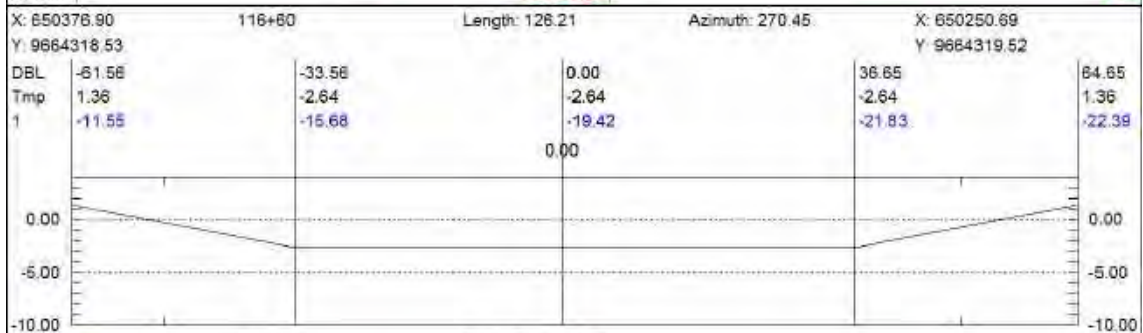 X: 650376.90 116+60 Length: 126.21 Azimuth: 270.45 X: 650250.69
Y: 9664318.53 Y: 9664319.52
DBL -61.56 -33.56 0.00 36.65 64.65
Tmp 1.36 -2.64 -2.64 -2.64 1.36
1 -11.55 -15.68 -19.42 -21.83 -22.39
0.00
0.00 0.00
-5.00 -5.00
-10.00 -10.00